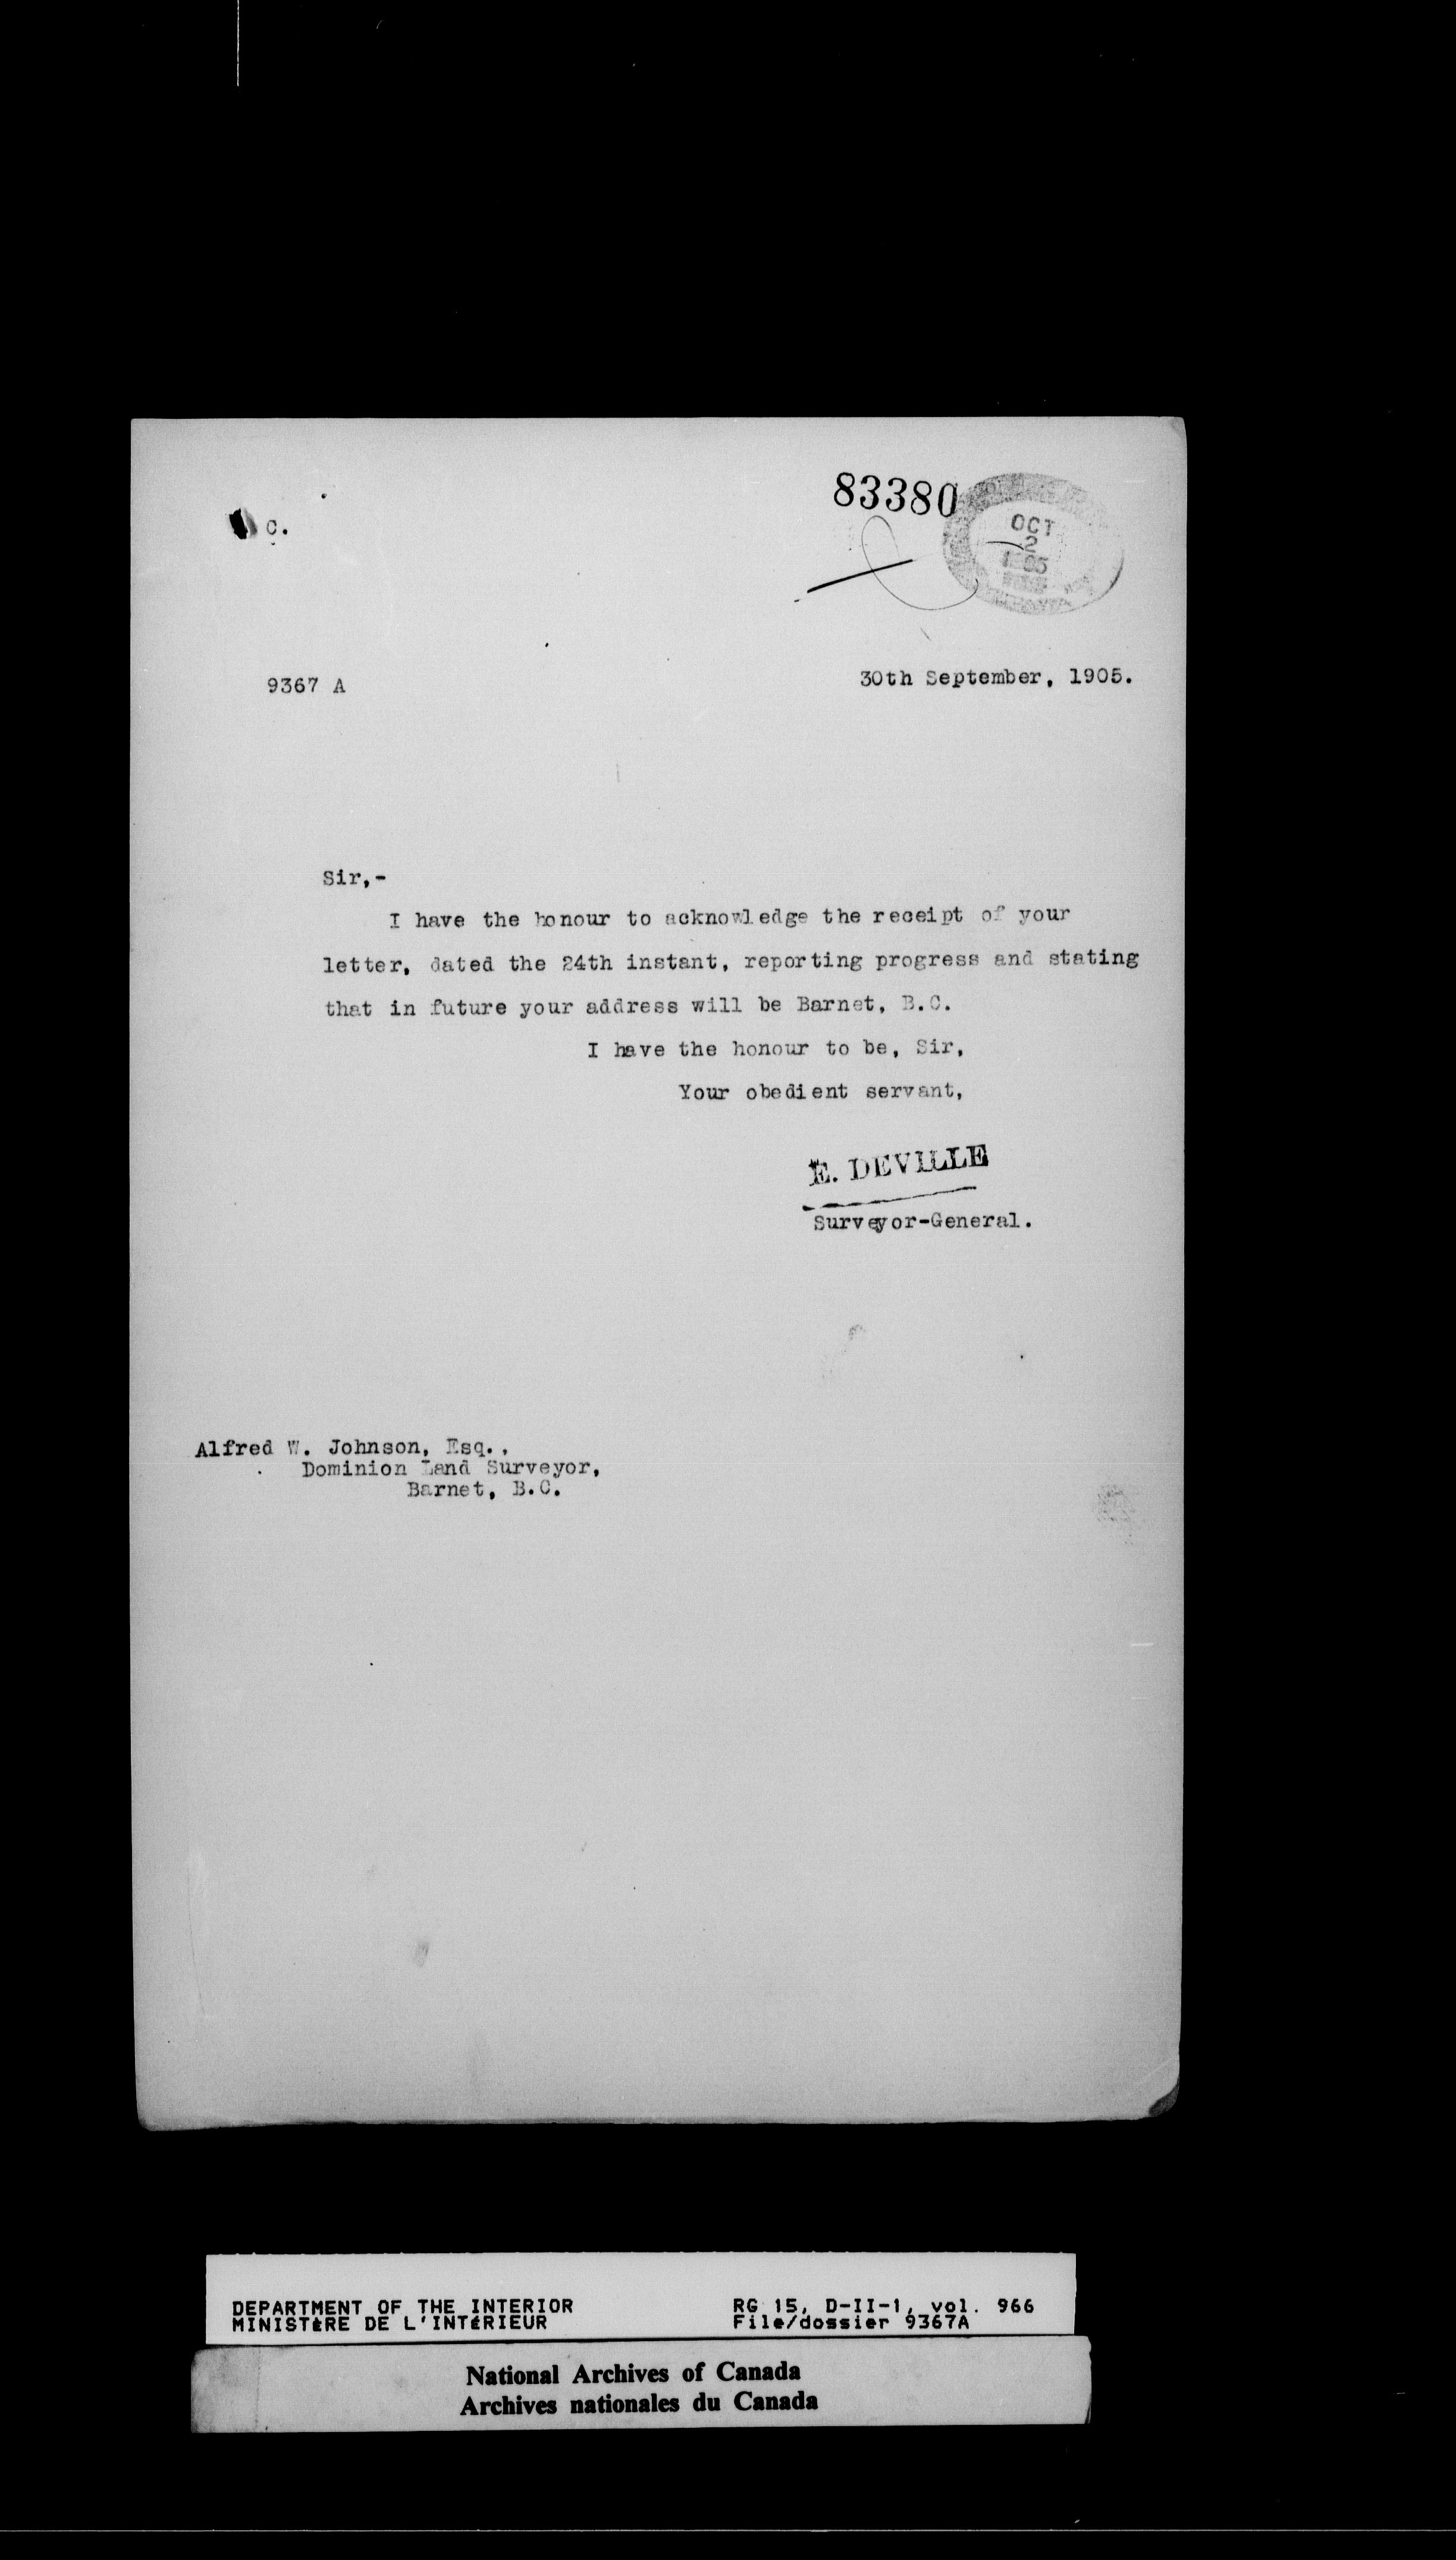 83380
C.
OCT
2
9367 A
30th September, 1905.
Sir,-
I have the honour to acknowledge the receipt of your
letter, dated the 24th instant, reporting progress and stating
that in future your address will be Barnet, B.C.
I have the honour to be, Sir,
Your obedient servant,
E. DEVILLE
Surveyor-General.
Alfred W. Johnson, Esq.,
Dominion Land Surveyor,
Barnet, B.C.
DEPARTMENT OF THE INTERIOR
MINISTÈRE DE L'INTÉRIEUR
RG 15, D-II-1, vol. 966
File/dossier 9367A
National Archives of Canada
Archives nationales du Canada